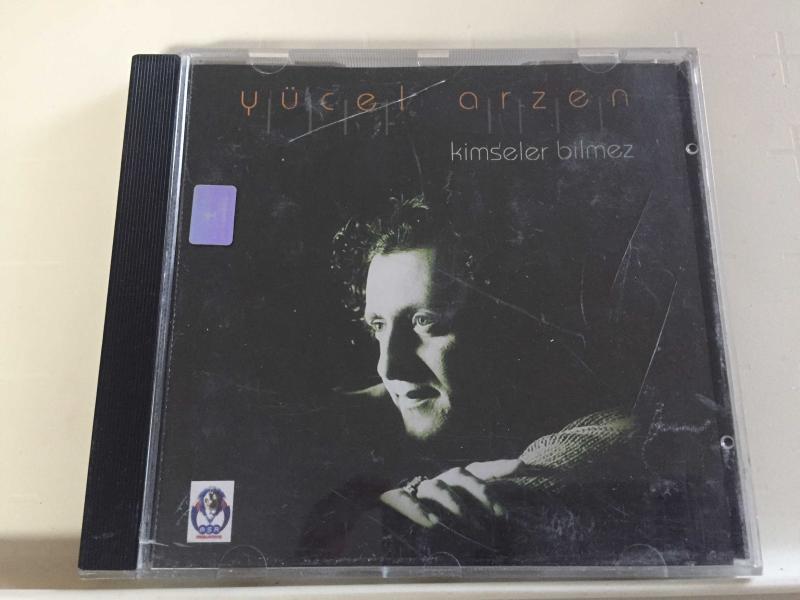 yücel arzen
kimseler bilmez